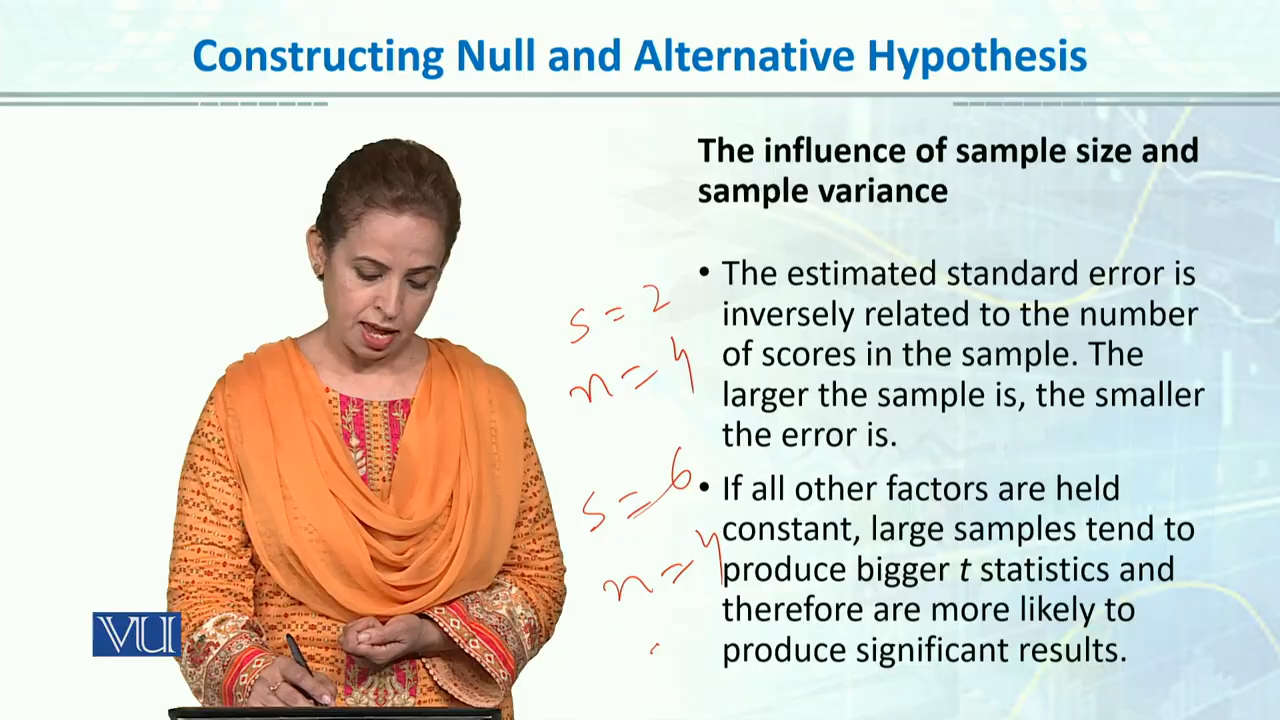 Constructing Null and Alternative Hypothesis
The influence of sample size and
sample variance
• The estimated standard error is
inversely related to the number
of scores in the sample. The
larger the sample is, the smaller
the error is.
• If all other factors are held
constant, large samples tend to
produce bigger t statistics and
therefore are more likely to
produce significant results.
s = 2
n = 4
s = 6
n = 4
VU